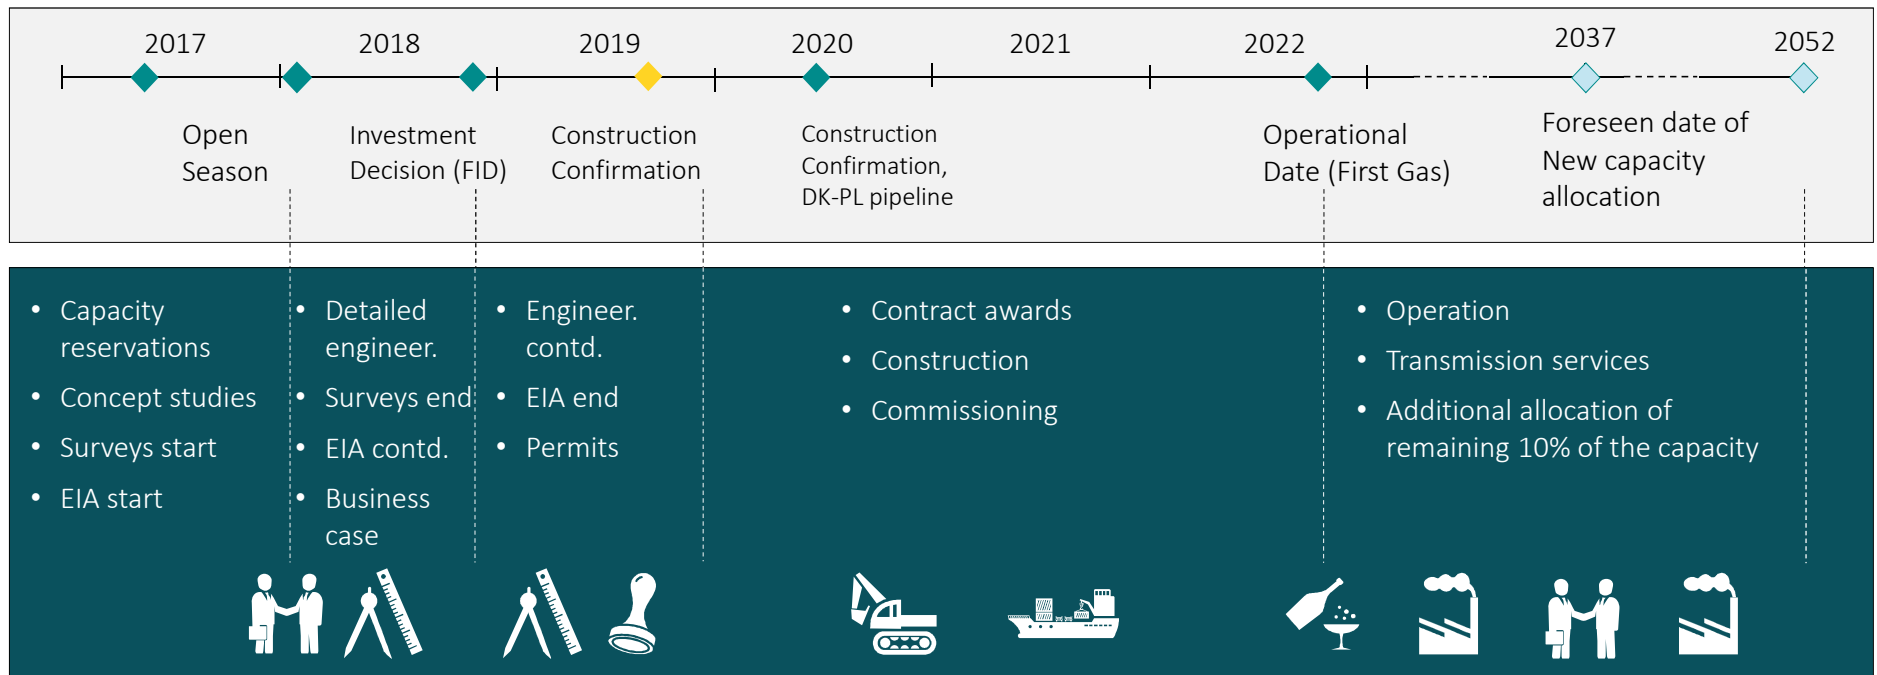 2017
2018
2019
2020
2021
2022
2037
2052
Open
Season
Investment
Decision (FID)
Construction
Confirmation
Construction
Confirmation,
DK-PL pipeline
Operational
Date (First Gas)
Foreseen date of
New capacity
allocation
• Capacity
reservations
• Concept studies
• Surveys start
• EIA start
• Detailed
engineer.
• Surveys end
• EIA contd.
• Business
case
• Engineer.
contd.
• EIA end
• Permits
• Contract awards
• Construction
• Commissioning
• Operation
• Transmission services
• Additional allocation of
remaining 10% of the capacity